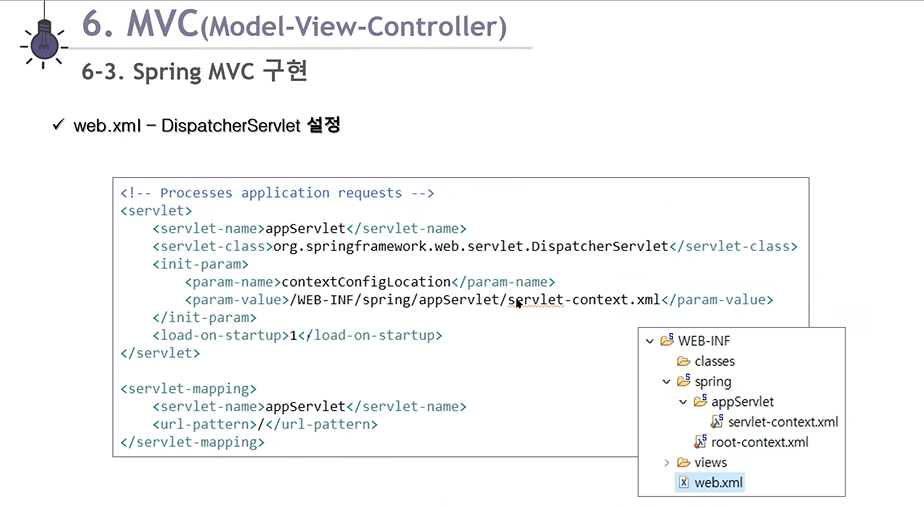 6. MVC(Model-View-Controller)
6-3. Spring MVC 구현
✓ web.xml – DispatcherServlet 설정
<!-- Processes application requests -->
<servlet>
<servlet-name>appServlet</servlet-name>
<servlet-class>org.springframework.web.servlet.DispatcherServlet</servlet-class>
<init-param>
<param-name>contextConfigLocation</param-name>
<param-value>/WEB-INF/spring/appServlet/servlet-context.xml</param-value>
</init-param>
<load-on-startup>1</load-on-startup>
</servlet>
<servlet-mapping>
<servlet-name>appServlet</servlet-name>
<url-pattern>/</url-pattern>
</servlet-mapping>
WEB-INF
classes
spring
appServlet
servlet-context.xml
root-context.xml
views
web.xml